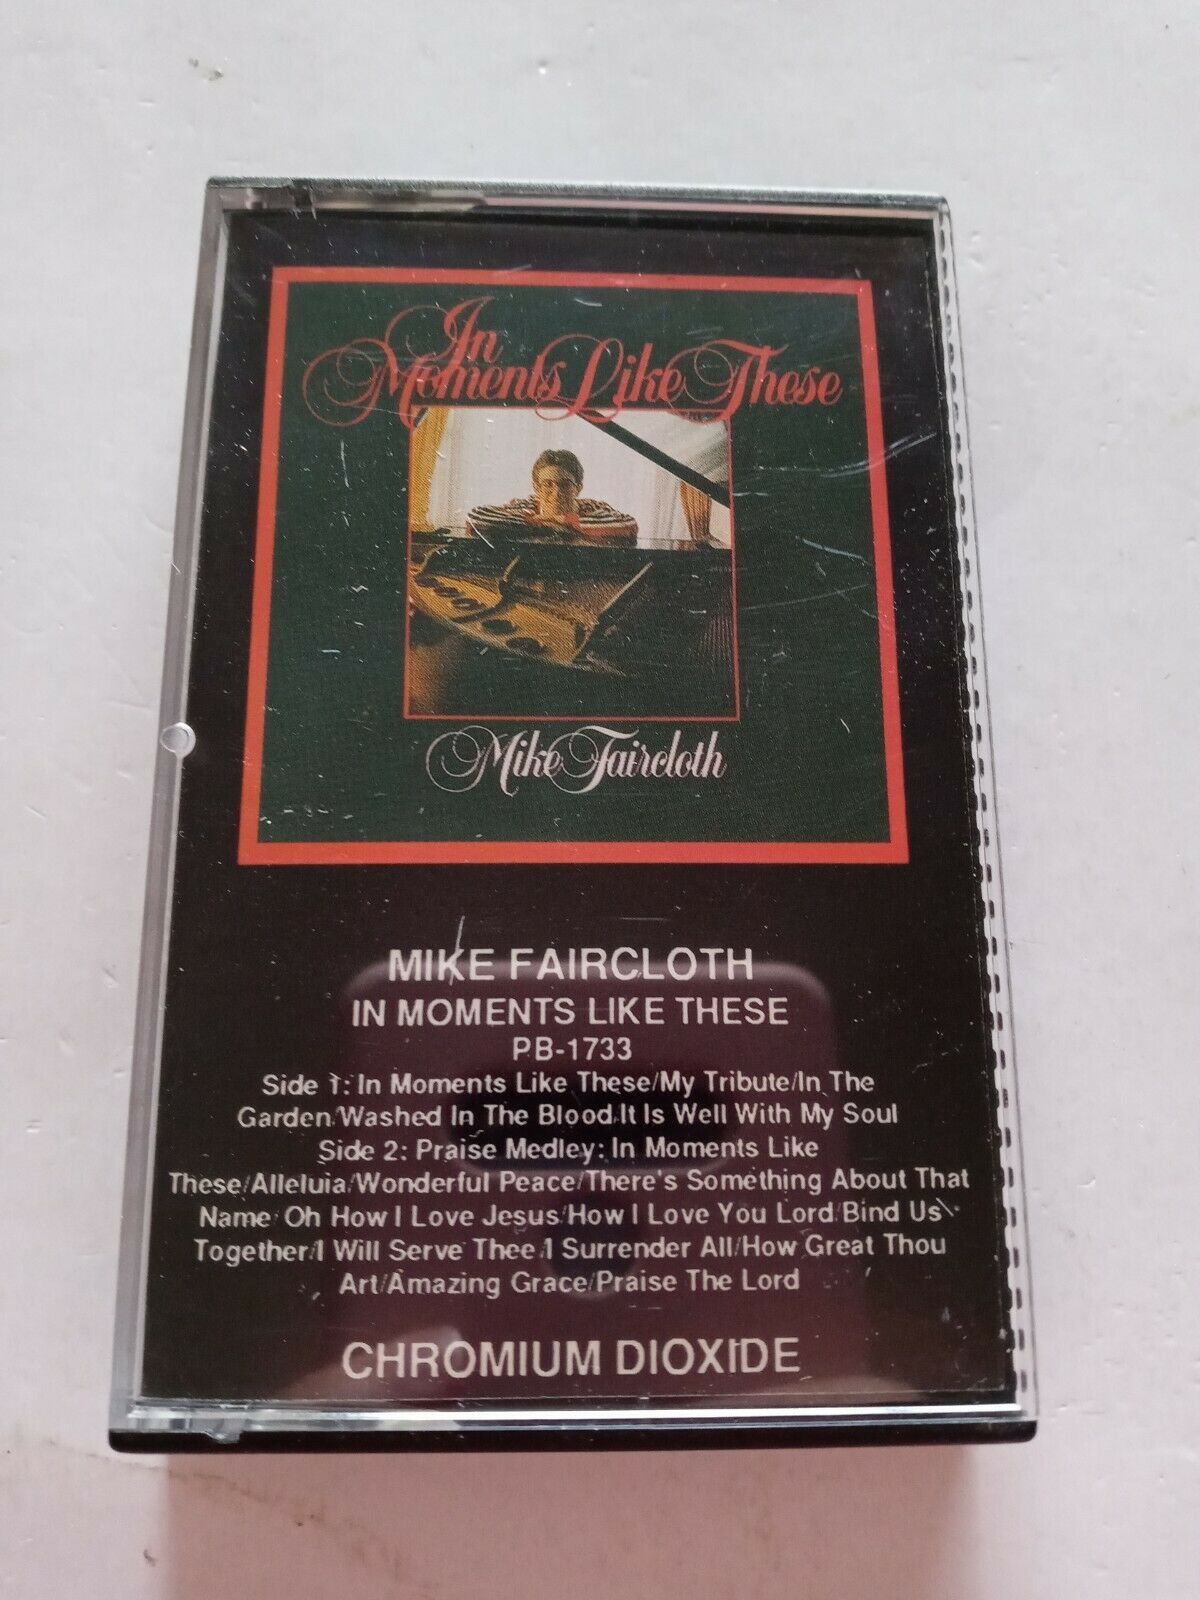 In
Moments Like These
Mike Faircloth
MIKE FAIRCLOTH
IN MOMENTS LIKE THESE
PB-1733
Side 1: In Moments Like These/My Tribute/In The
Garden/Washed In The Blood/It Is Well With My Soul
Side 2: Praise Medley: In Moments Like
These/Alleluia/Wonderful Peace/There's Something About That
Name/Oh How I Love Jesus/How I Love You Lord/Bind Us
Together/I Will Serve Thee/I Surrender All/How Great Thou
Art/Amazing Grace/Praise The Lord
CHROMIUM DIOXIDE